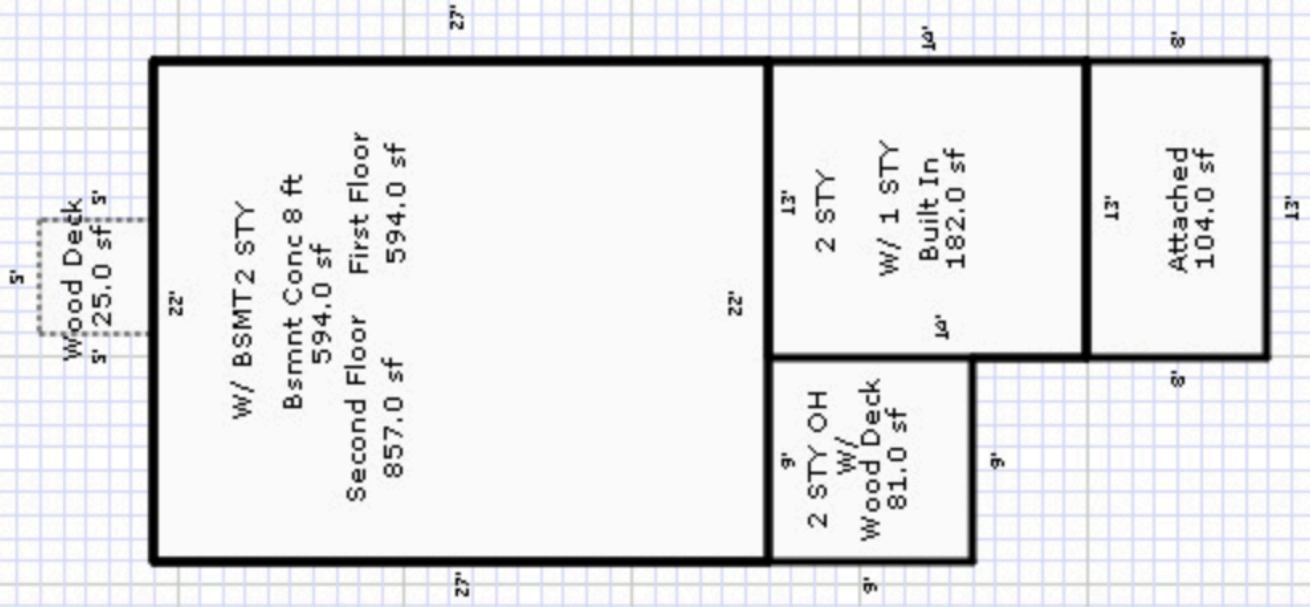 27'
14'
8'
5'
Wood Deck
25.0 sf
5'
5'
22'
W/ BSMT2 STY
Bsmnt Conc 8 ft
594.0 sf
Second Floor First Floor
857.0 sf 594.0 sf
22'
13'
2 STY
W/ 1 STY
Built In
182.0 sf
14'
13'
Attached
104.0 sf
13'
9'
2 STY OH
W/
Wood Deck
81.0 sf
9'
8'
27'
9'